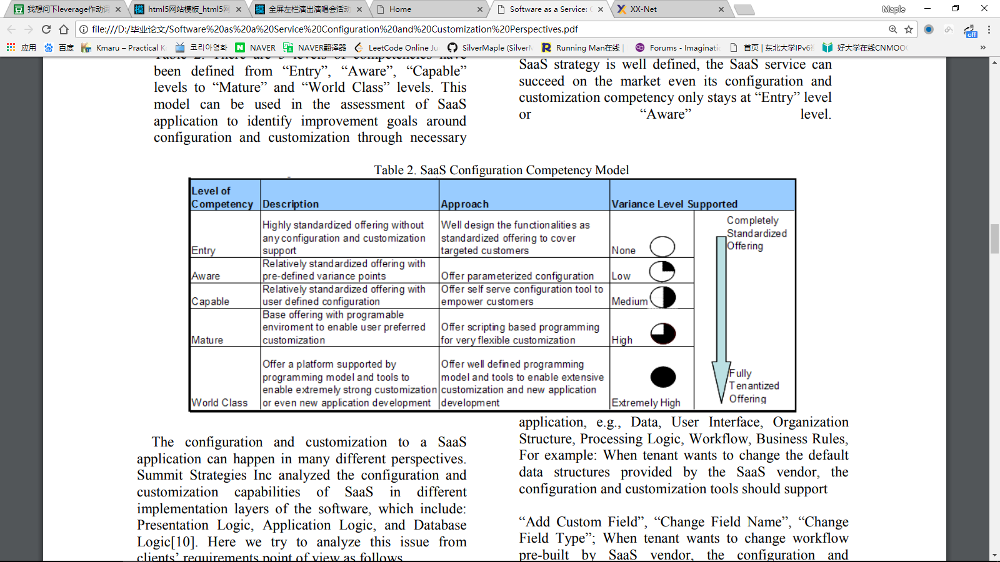 我想问下leverage作动词
html5网站模板_html5网
全屏左栏演出演唱会活动
Home
Software as a Service:
XX-Net
Maple
file:///D:/毕业论文/Software%20as%20a%20Service%20Configuration%20and%20Customization%20Perspectives.pdf
off
应用
百度
Kmaru – Practical K
코리아영화
NAVER
NAVER翻译器
LeetCode Online Ju
SilverMaple (SilverM
Running Man在线 |
Forums - Imaginatic
首页 | 东北大学IPv6
好大学在线CNMOO
»
Table 2. There are 5 levels of competencies have
been defined from “Entry”, “Aware”, “Capable”
levels to “Mature” and “World Class” levels. This
model can be used in the assessment of SaaS
application to identify improvement goals around
configuration and customization through necessary
SaaS strategy is well defined, the SaaS service can
succeed on the market even its configuration and
customization competency only stays at “Entry” level
or “Aware” level.
Table 2. SaaS Configuration Competency Model
Level of
Competency
Description
Approach
Variance Level Supported
Entry
Highly standardized offering without
any configuration and customization
support
Well design the functionalities as
standardized offering to cover
targeted customers
None
Completely
Standardized
Offering
Aware
Relatively standardized offering with
pre-defined variance points
Offer parameterized configuration
Low
Capable
Relatively standardized offering with
user defined configuration
Offer self serve configuration tool to
empower customers
Medium
Mature
Base offering with programable
enviroment to enable user preferred
customization
Offer scripting based programming
for very flexible customization
High
World Class
Offer a platform supported by
programming model and tools to
enable extremely strong customization
or even new application development
Offer well defined programming
model and tools to enable extensive
customization and new application
development
Extremely High
Fully
Tenantized
Offering
The configuration and customization to a SaaS
application can happen in many different perspectives.
Summit Strategies Inc analyzed the configuration and
customization capabilities of SaaS in different
implementation layers of the software, which include:
Presentation Logic, Application Logic, and Database
Logic[10]. Here we try to analyze this issue from
clients’ requirements point of view as follows
application, e.g., Data, User Interface, Organization
Structure, Processing Logic, Workflow, Business Rules,
For example: When tenant wants to change the default
data structures provided by the SaaS vendor, the
configuration and customization tools should support
“Add Custom Field”, “Change Field Name”, “Change
Field Type”; When tenant wants to change workflow
pre-built by SaaS vendor, the configuration and